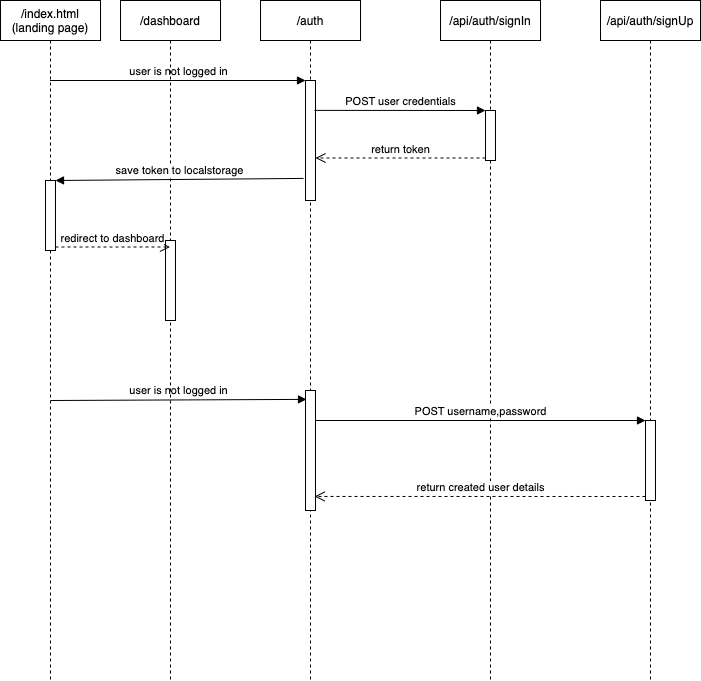 /index.html
(landing page)
/dashboard
/auth
/api/auth/signIn
/api/auth/signUp
user is not logged in
POST user credentials
return token
save token to localstorage
redirect to dashboard
user is not logged in
POST username,password
return created user details